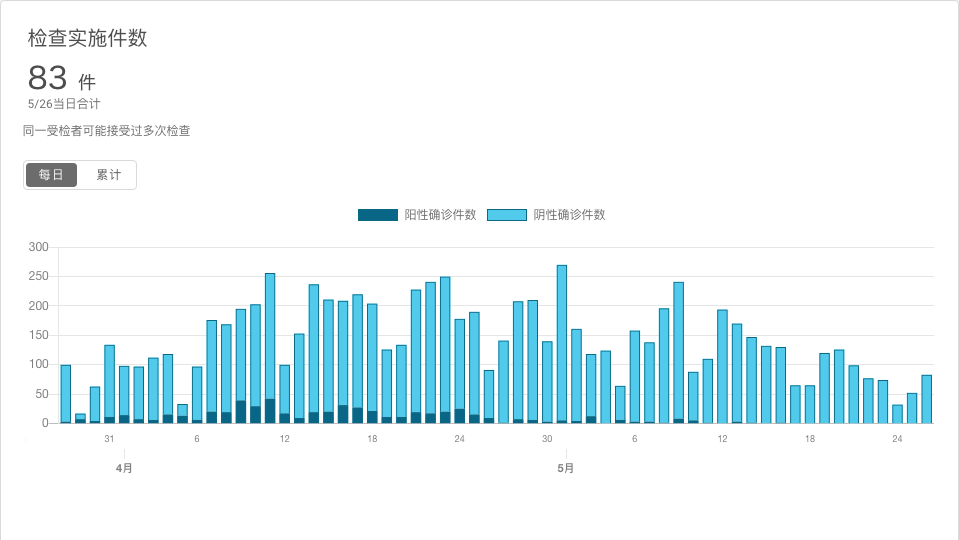 检查实施件数
83 件
5/26当日合计
同一受检者可能接受过多次检查
每日 累计
阳性确诊件数 阴性确诊件数
300
250
200
150
100
50
0
31 6 12 18 24 30 6 12 18 24
4月 5月